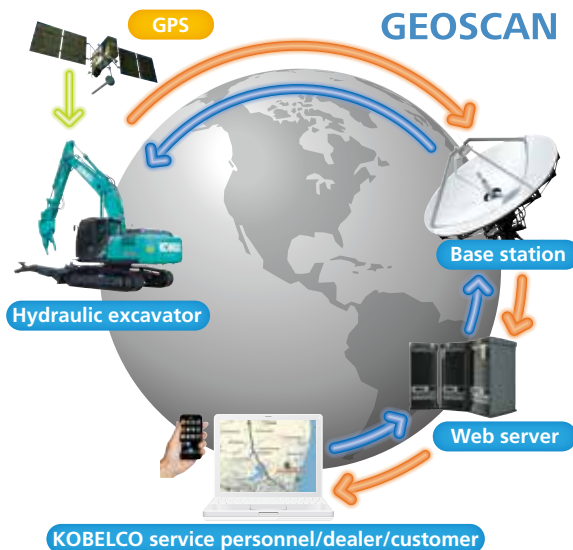 GPS
GEOSCAN
Base station
Hydraulic excavator
Web server
KOBELCO service personnel/dealer/customer